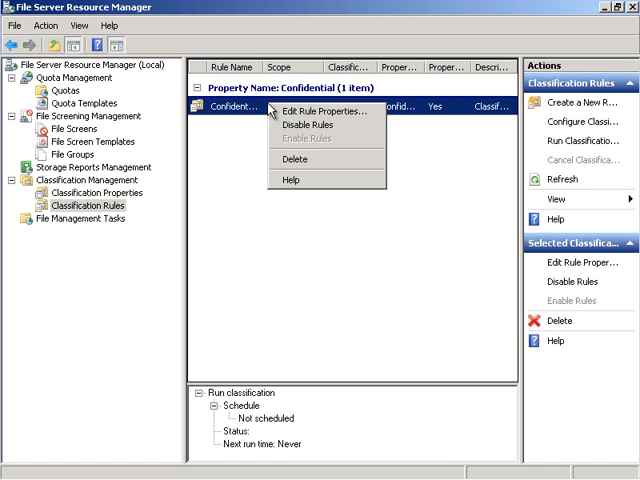 File Server Resource Manager
File Action View Help
File Server Resource Manager (Local)
Quota Management
Quotas
Quota Templates
File Screening Management
File Screens
File Screen Templates
File Groups
Storage Reports Management
Classification Management
Classification Properties
Classification Rules
File Management Tasks
Rule Name Scope Classific... Proper... Proper... Descri...
Property Name: Confidential (1 item)
Confident... onfid... Yes Classif...
Edit Rule Properties...
Disable Rules
Enable Rules
Delete
Help
Run classification
Schedule
Not scheduled
Status:
Next run time: Never
Actions
Classification Rules
Create a New R...
Configure Classi...
Run Classificatio...
Cancel Classifica...
Refresh
View
Help
Selected Classifica...
Edit Rule Proper...
Disable Rules
Enable Rules
Delete
Help